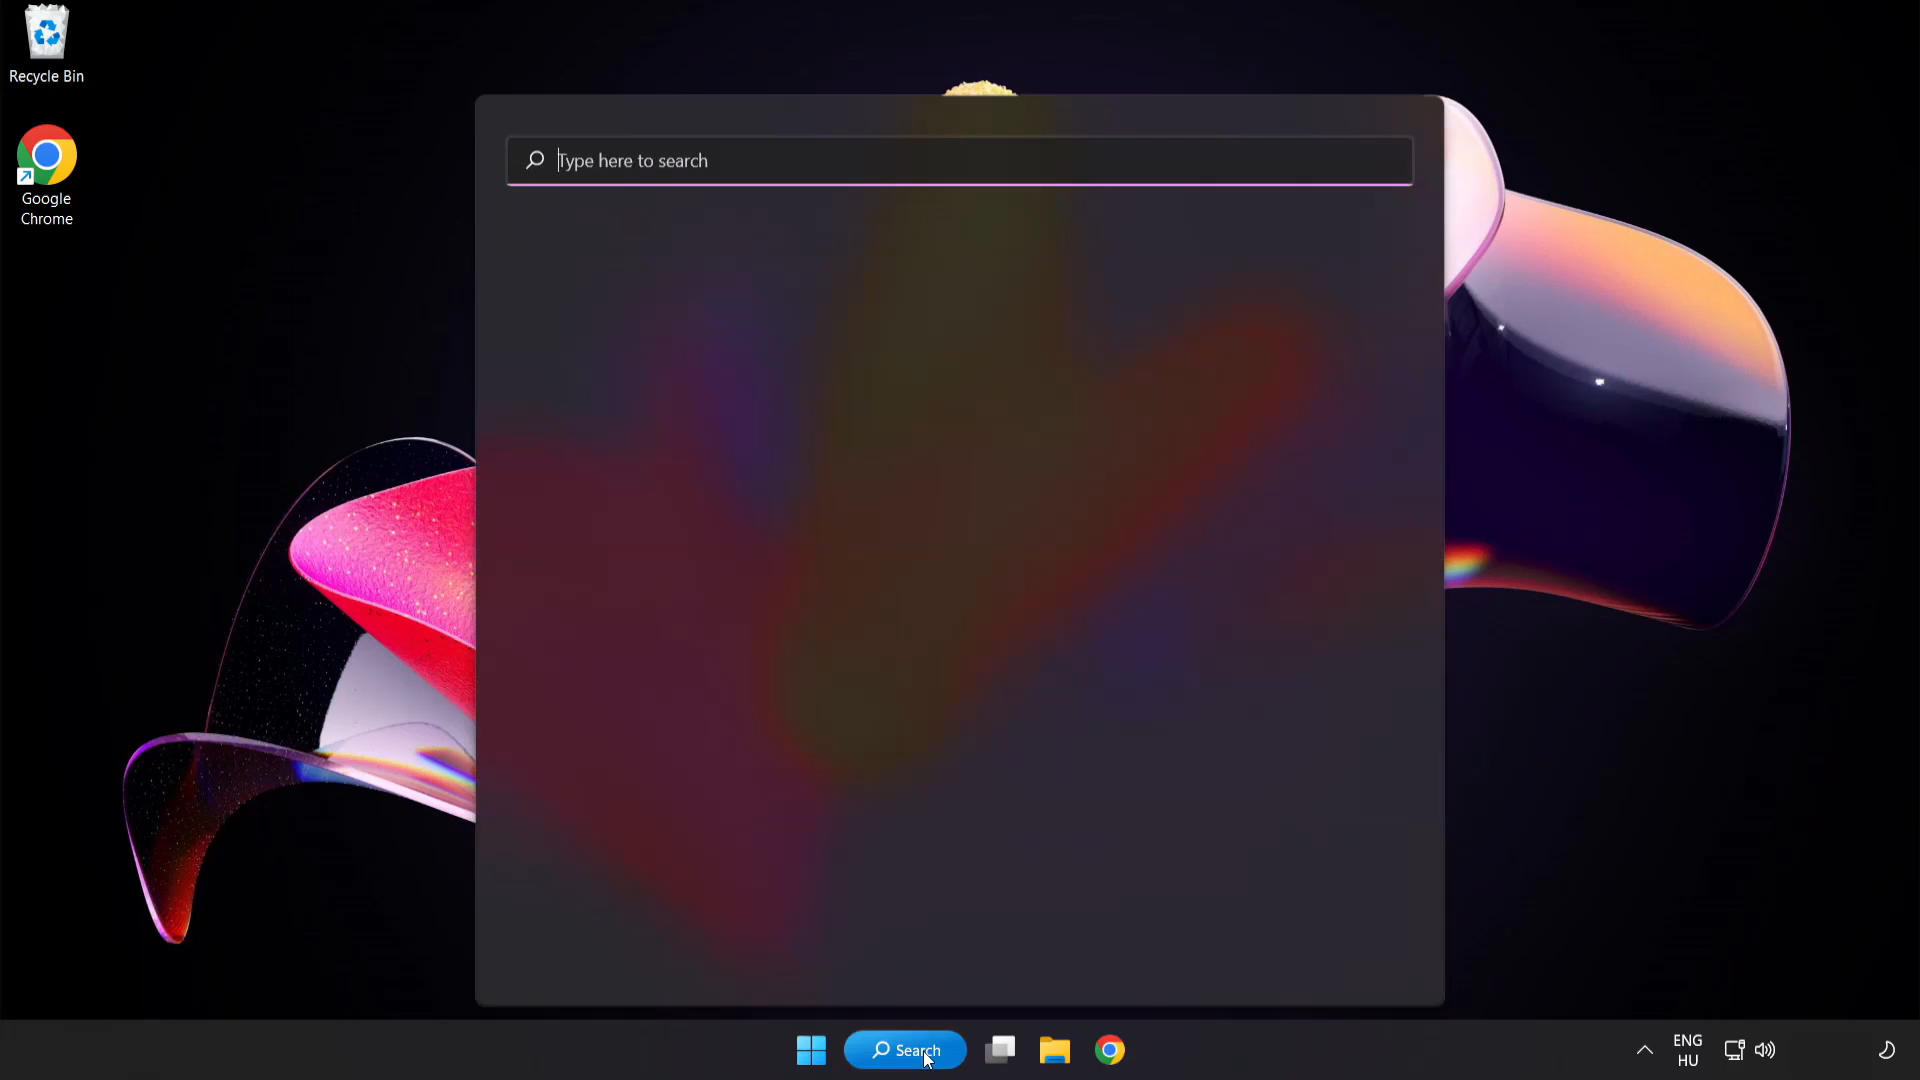 Recycle Bin
Google
Chrome
Type here to search
Search
ENG
HU